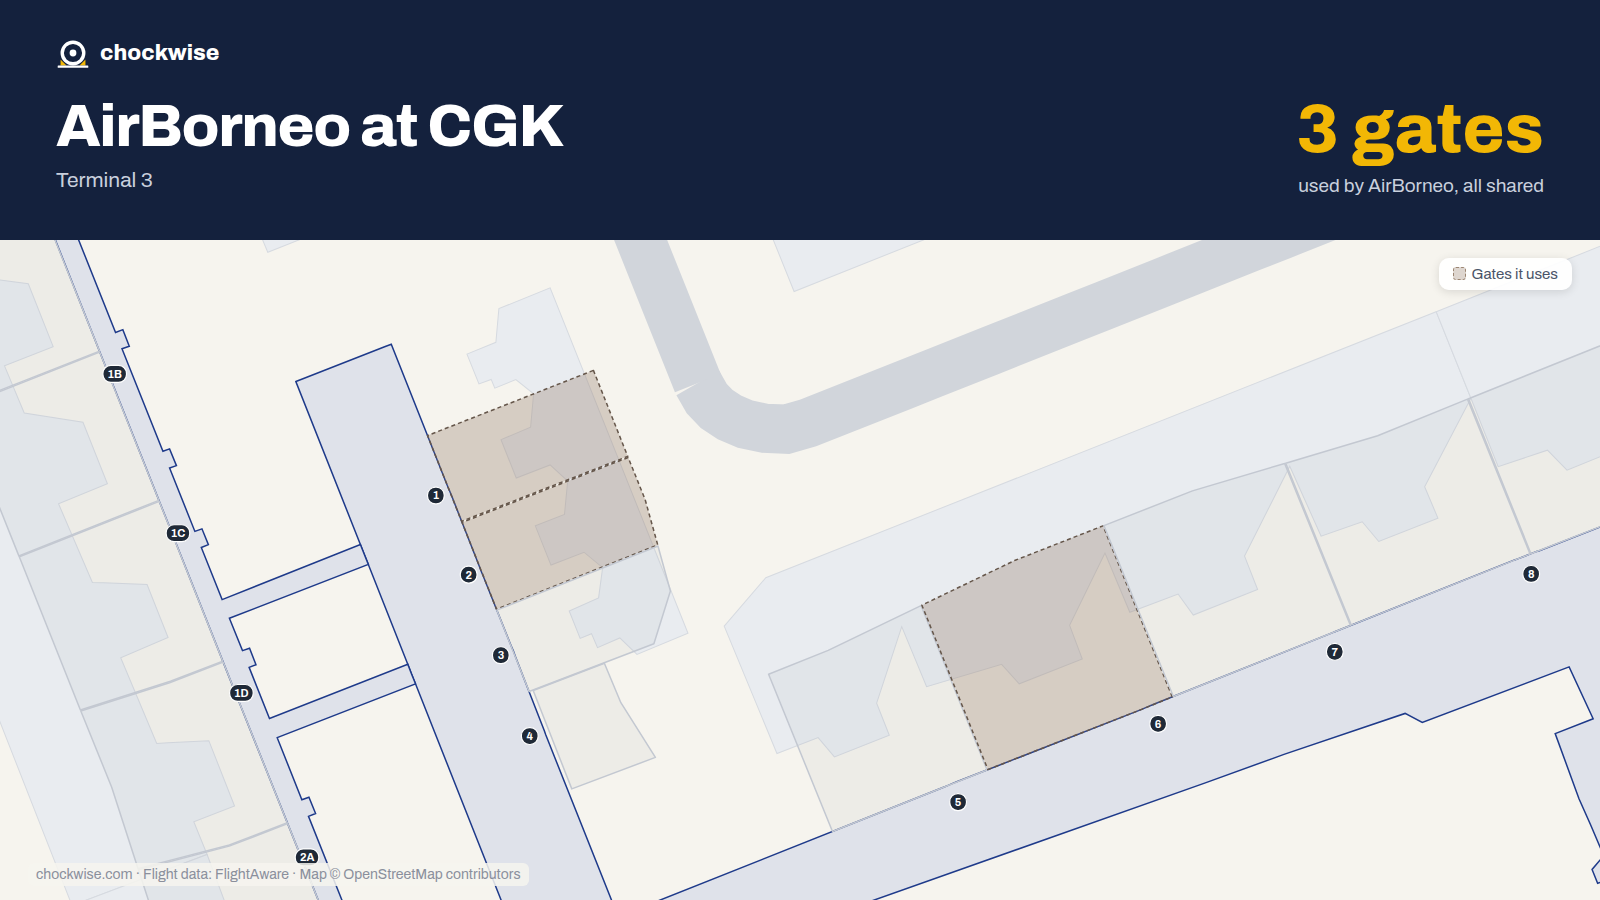 chockwise
AirBorneo at CGK
Terminal 3
3 gates
used by AirBorneo, all shared
Gates it uses
1B
1C
1D
2A
1
2
3
4
5
6
7
8
chockwise.com · Flight data: FlightAware · Map © OpenStreetMap contributors